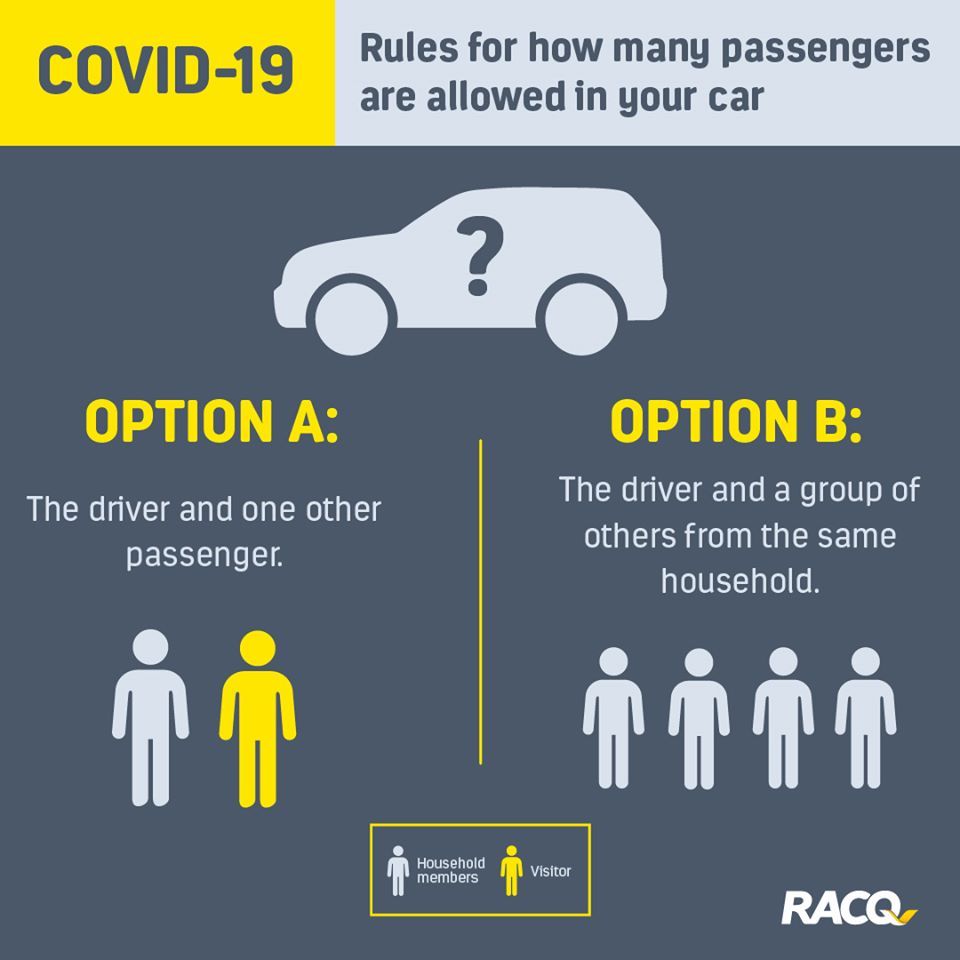 COVID-19
Rules for how many passengers
are allowed in your car
?
OPTION A:
The driver and one other
passenger.
OPTION B:
The driver and a group of
others from the same
household.
Household
members
Visitor
RACQ